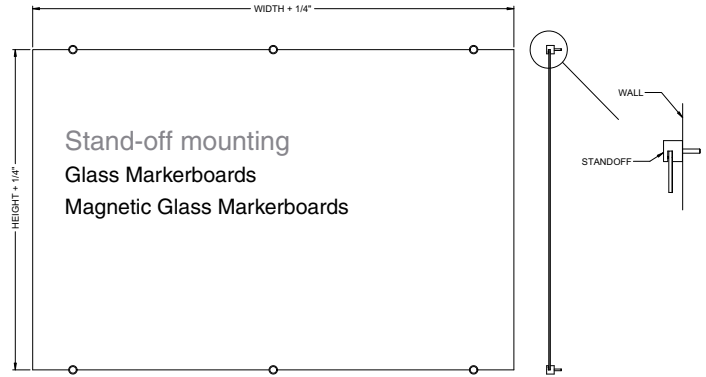 WIDTH + 1/4"
HEIGHT + 1/4"
Stand-off mounting
Glass Markerboards
Magnetic Glass Markerboards
WALL
STANDOFF